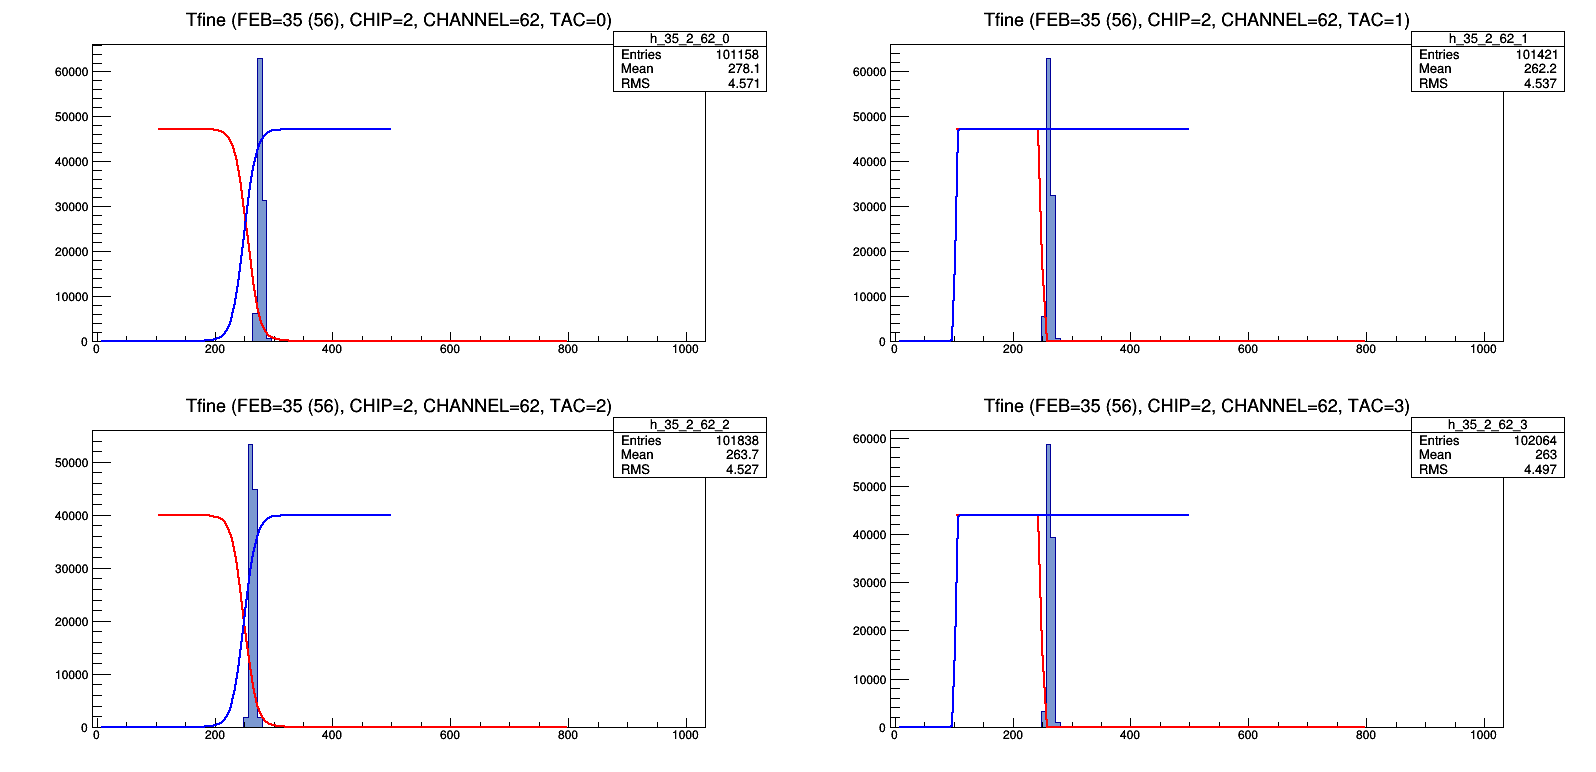 Tfine (FEB=35 (56), CHIP=2, CHANNEL=62, TAC=0)
h_35_2_62_0
Entries 101158
Mean 278.1
RMS 4.571
60000
50000
40000
30000
20000
10000
0
0 200 400 600 800 1000
Tfine (FEB=35 (56), CHIP=2, CHANNEL=62, TAC=1)
h_35_2_62_1
Entries 101421
Mean 262.2
RMS 4.537
60000
50000
40000
30000
20000
10000
0
0 200 400 600 800 1000
Tfine (FEB=35 (56), CHIP=2, CHANNEL=62, TAC=2)
h_35_2_62_2
Entries 101838
Mean 263.7
RMS 4.527
50000
40000
30000
20000
10000
0
0 200 400 600 800 1000
Tfine (FEB=35 (56), CHIP=2, CHANNEL=62, TAC=3)
h_35_2_62_3
Entries 102064
Mean 263
RMS 4.497
60000
50000
40000
30000
20000
10000
0
0 200 400 600 800 1000